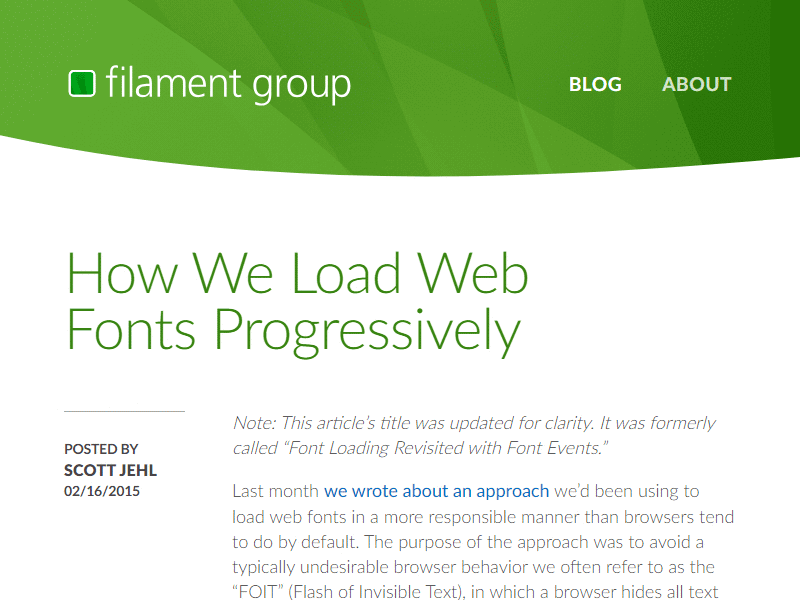 filament group
BLOG
ABOUT
How We Load Web
Fonts Progressively
POSTED BY
SCOTT JEHL
02/16/2015
Note: This article’s title was updated for clarity. It was formerly
called “Font Loading Revisited with Font Events.”
Last month we wrote about an approach we’d been using to
load web fonts in a more responsible manner than browsers tend
to do by default. The purpose of the approach was to avoid a
typically undesirable browser behavior we often refer to as the
“FOIT” (Flash of Invisible Text), in which a browser hides all text